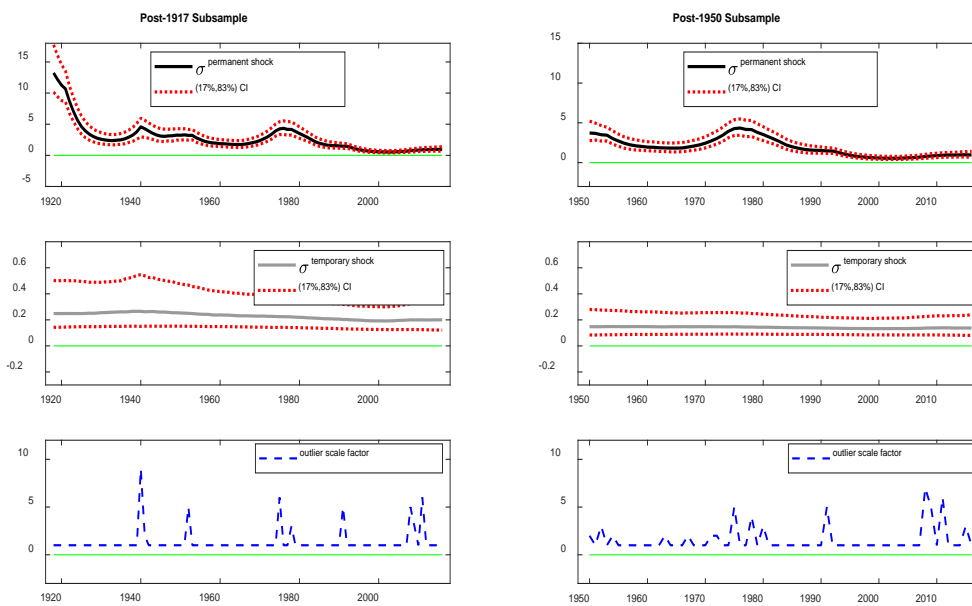 Post-1917 Subsample
Post-1950 Subsample
15
10
5
0
-5
σ permanent shock
(17%,83%) CI
1920 1940 1960 1980 2000
15
10
5
0
σ permanent shock
(17%,83%) CI
1950 1960 1970 1980 1990 2000 2010
0.6
0.4
0.2
0
-0.2
σ temporary shock
(17%,83%) CI
1920 1940 1960 1980 2000
0.6
0.4
0.2
0
-0.2
σ temporary shock
(17%,83%) CI
1950 1960 1970 1980 1990 2000 2010
10
5
0
outlier scale factor
1920 1940 1960 1980 2000
10
5
0
outlier scale factor
1950 1960 1970 1980 1990 2000 2010